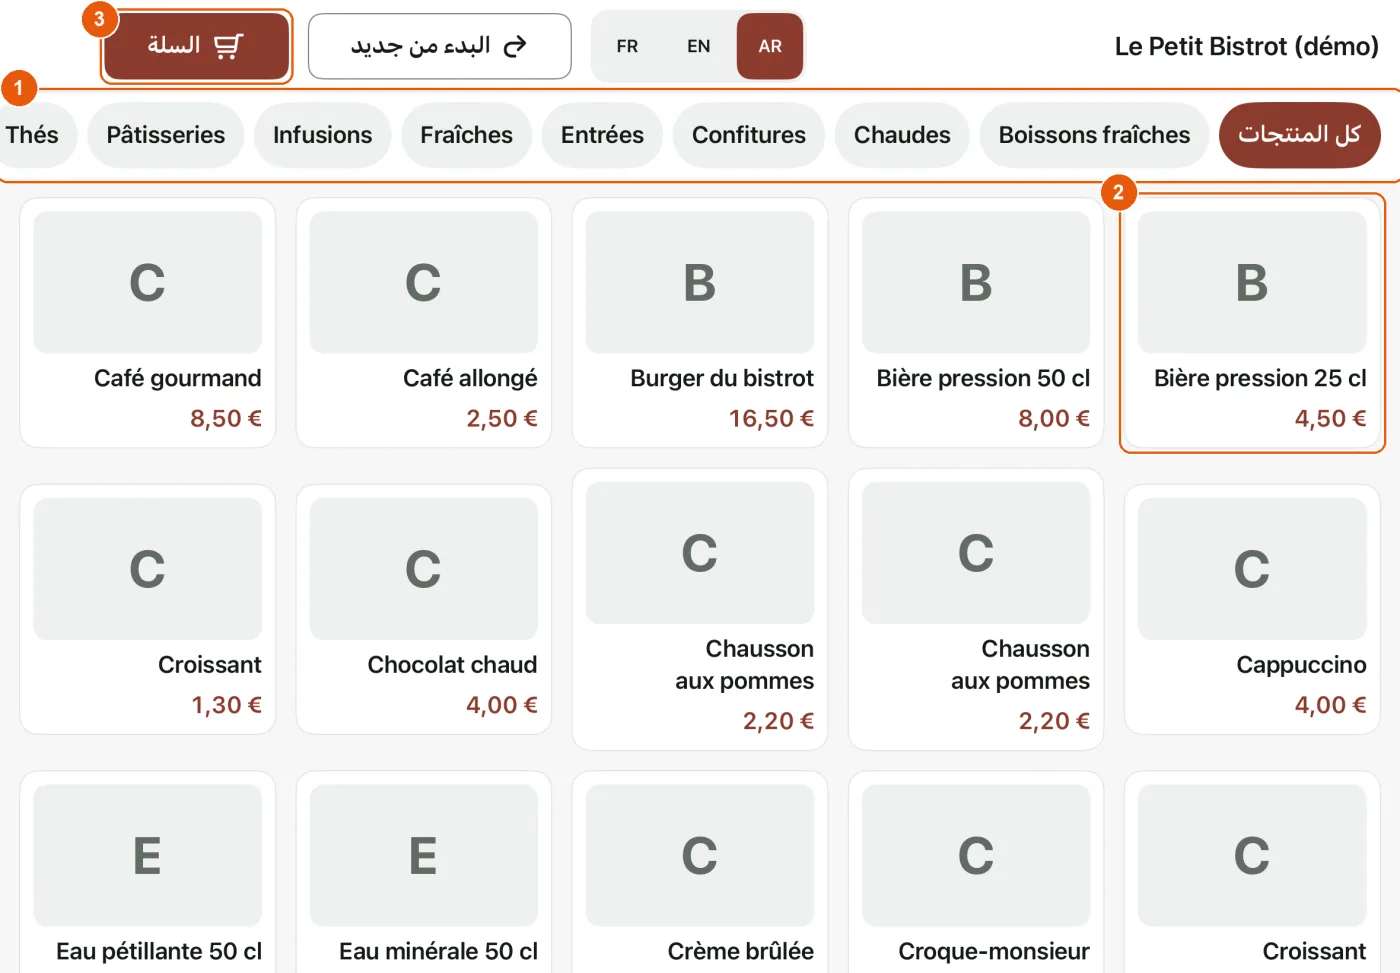 Le Petit Bistrot (démo)
AR
EN
FR
البدء من جديد
السلة
3
1
كل المنتجات
Boissons fraîches
Chaudes
Confitures
Entrées
Fraîches
Infusions
Pâtisseries
Thés
2
B
Bière pression 25 cl
4,50 €
B
Bière pression 50 cl
8,00 €
B
Burger du bistrot
16,50 €
C
Café allongé
2,50 €
C
Café gourmand
8,50 €
C
Cappuccino
4,00 €
C
Chausson
aux pommes
2,20 €
C
Chausson
aux pommes
2,20 €
C
Chocolat chaud
4,00 €
C
Croissant
1,30 €
C
Croissant
C
Croque-monsieur
C
Crème brûlée
E
Eau minérale 50 cl
E
Eau pétillante 50 cl